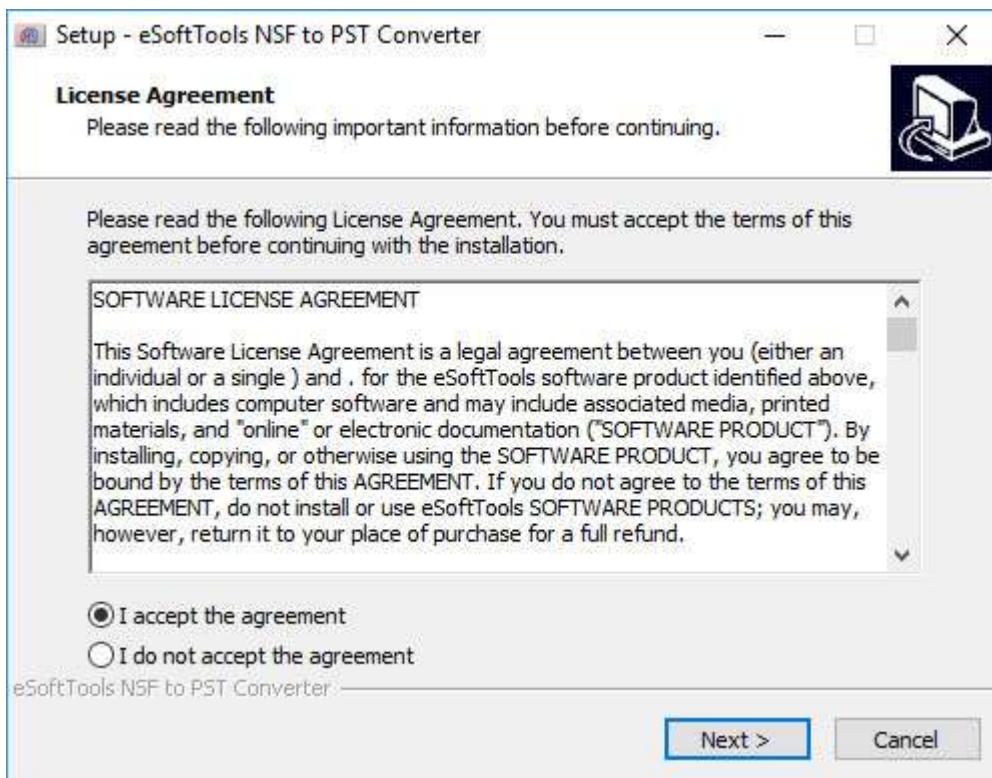 Setup - eSoftTools NSF to PST Converter
License Agreement
Please read the following important information before continuing.
Please read the following License Agreement. You must accept the terms of this
agreement before continuing with the installation.
SOFTWARE LICENSE AGREEMENT
This Software License Agreement is a legal agreement between you (either an
individual or a single ) and . for the eSoftTools software product identified above,
which includes computer software and may include associated media, printed
materials, and "online" or electronic documentation ("SOFTWARE PRODUCT"). By
installing, copying, or otherwise using the SOFTWARE PRODUCT, you agree to be
bound by the terms of this AGREEMENT. If you do not agree to the terms of this
AGREEMENT, do not install or use eSoftTools SOFTWARE PRODUCTS; you may,
however, return it to your place of purchase for a full refund.
I accept the agreement
I do not accept the agreement
eSoftTools NSF to PST Converter
Next >
Cancel